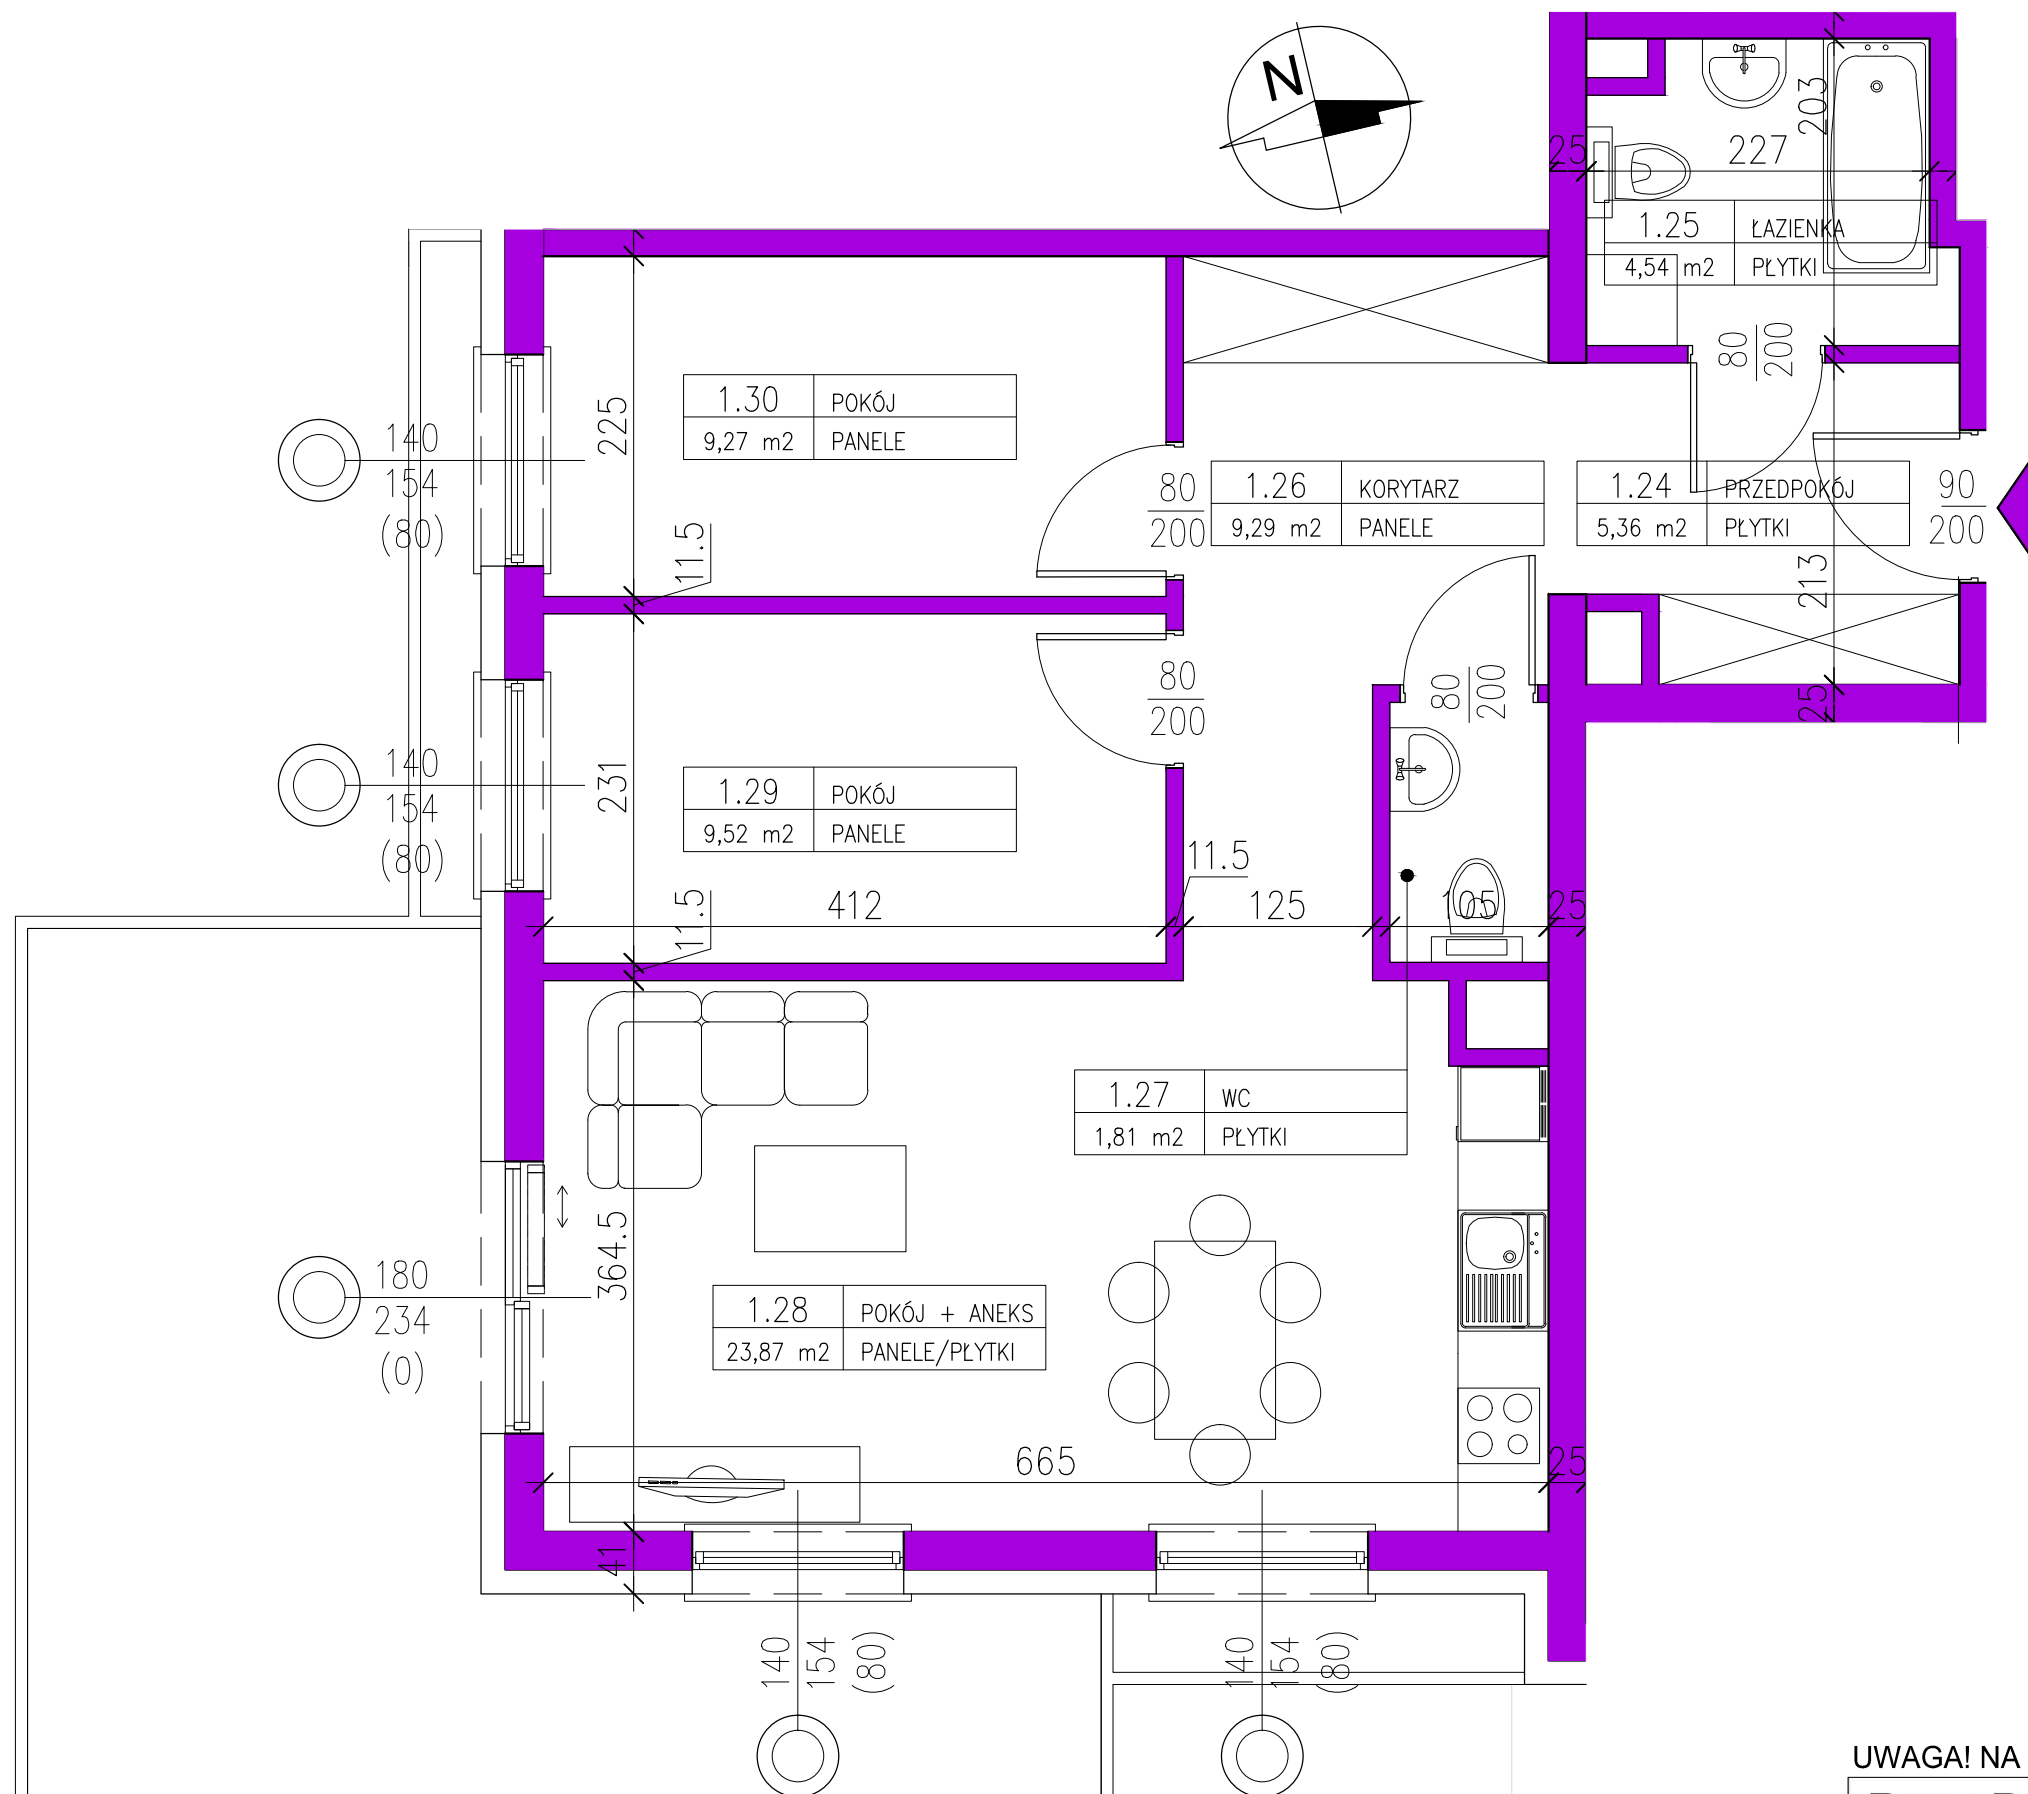 N
203
25
227
1.25 ŁAZIENKA
4,54 m2 PŁYTKI
80
200
1.30 POKÓJ
9,27 m2 PANELE
225
140
154
(80)
11.5
80
200
1.26 KORYTARZ
9,29 m2 PANELE
1.24 PRZEDPOKÓJ
5,36 m2 PŁYTKI
90
200
213
25
80
200
80
200
140
154
(80)
231
1.29 POKÓJ
9,52 m2 PANELE
11.5
11.5
412
125
105
25
1.27 WC
1,81 m2 PŁYTKI
180
234
(0)
364.5
1.28 POKÓJ + ANEKS
23,87 m2 PANELE/PŁYTKI
665
25
41
140
154
(80)
140
154
(80)
UWAGA! NA